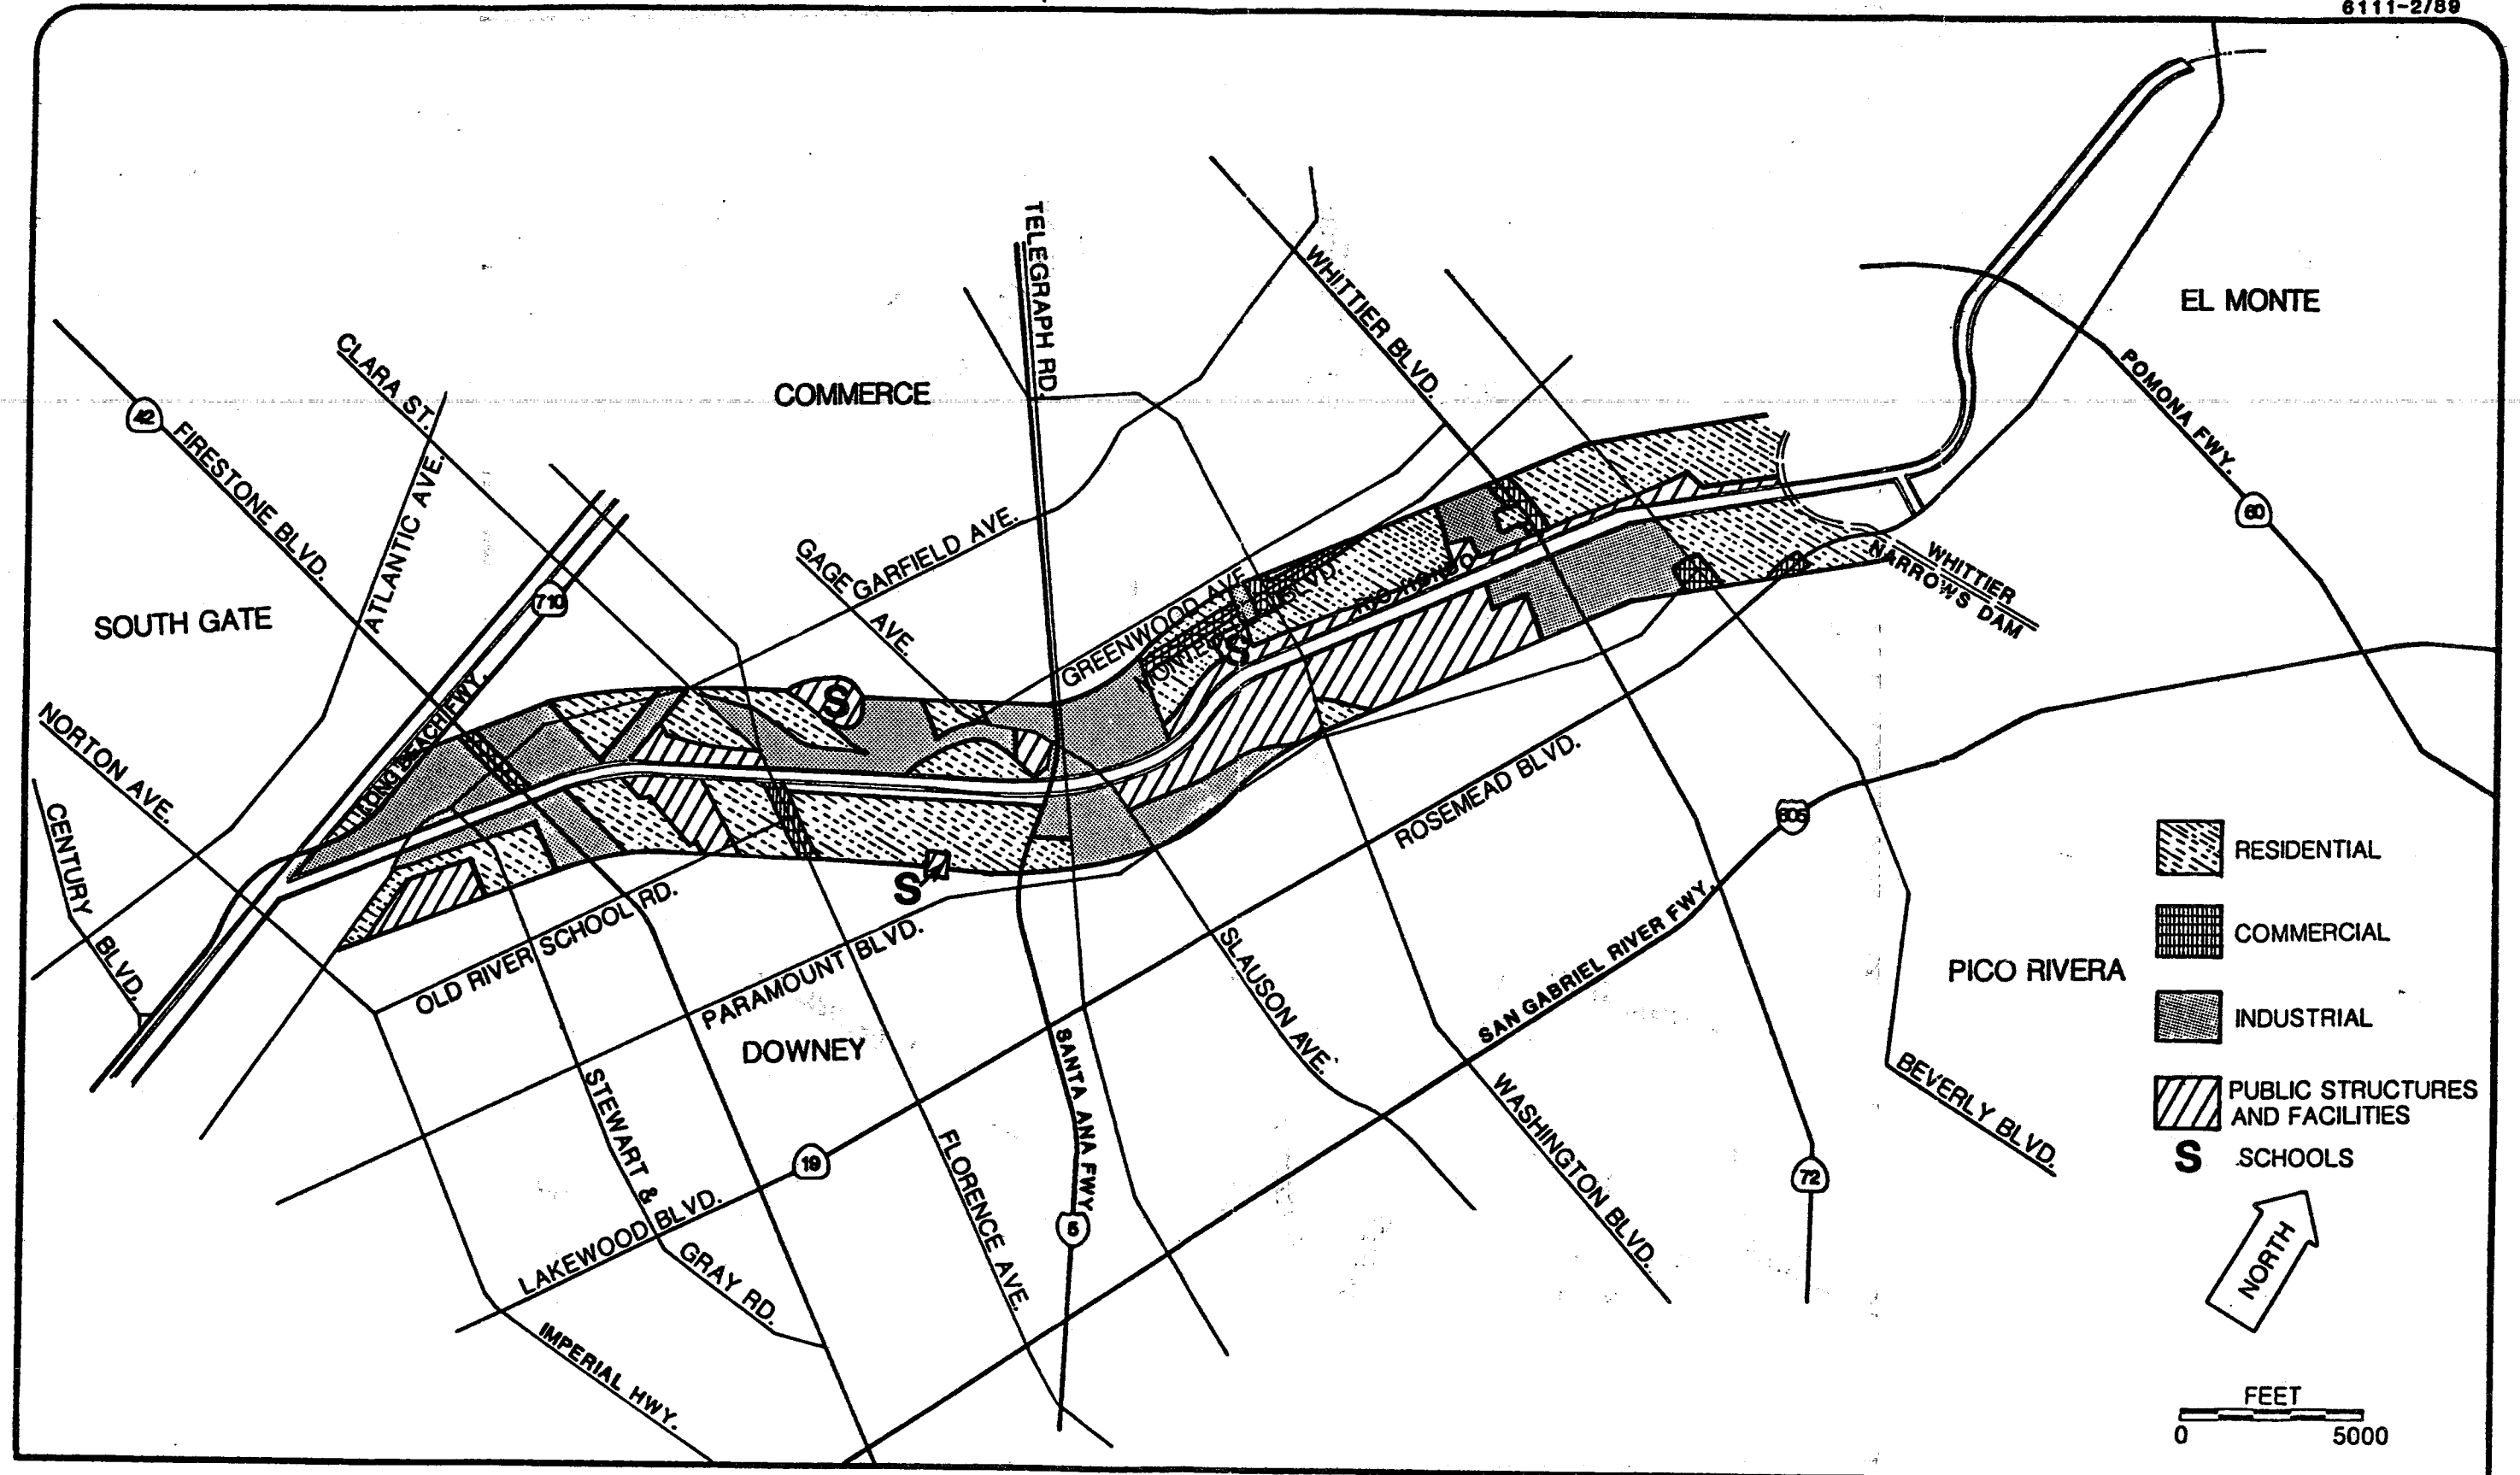 6111-2/89
EL MONTE
TELEGRAPH RD.
WHITTIER BLVD.
CLARA ST.
COMMERCE
POMONA FWY.
42
FIRESTONE BLVD.
ATLANTIC AVE.
60
GARFIELD AVE.
GAGE
AVE.
710
SOUTH GATE
GREENWOOD AVE.
RIO HONDO
WHITTIER
NARROWS DAM
S
S
LONG BEACH FWY.
NORTON AVE.
CENTURY
BLVD.
S
OLD RIVER SCHOOL RD.
PARAMOUNT BLVD.
ROSEMEAD BLVD.
605
SLAUSON AVE.
SAN GABRIEL RIVER FWY.
PICO RIVERA
DOWNEY
SANTA ANA FWY.
STEWART &
GRAY RD.
FLORENCE AVE.
WASHINGTON BLVD.
BEVERLY BLVD.
19
72
5
LAKEWOOD BLVD.
IMPERIAL HWY.
RESIDENTIAL
COMMERCIAL
INDUSTRIAL
PUBLIC STRUCTURES
AND FACILITIES
S SCHOOLS
NORTH
FEET
0 5000